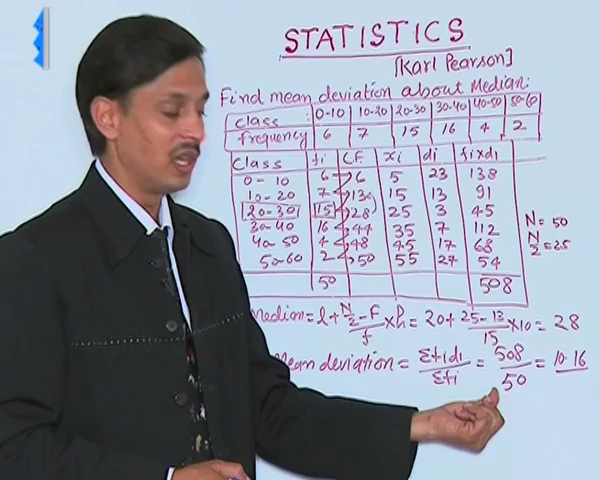 STATISTICS
[Karl Pearson]
Find mean deviation about Median:
class 0-10 10-20 20-30 30-40 40-50 50-60
frequency 6 7 15 16 4 2
Class fi CF xi di fixdi
0-10 6 6 5 23 138
10-20 7 13 15 13 91
20-30 15 28 25 3 45
30-40 16 44 35 7 112
40-50 4 48 45 17 68
50-60 2 50 55 27 54
50 508
N = 50
N/2 = 25
Median = l + N/2 - F / f × h = 20 + 25-13 / 15 × 10 = 28
Mean deviation = Σfidi / Σfi = 508 / 50 = 10.16